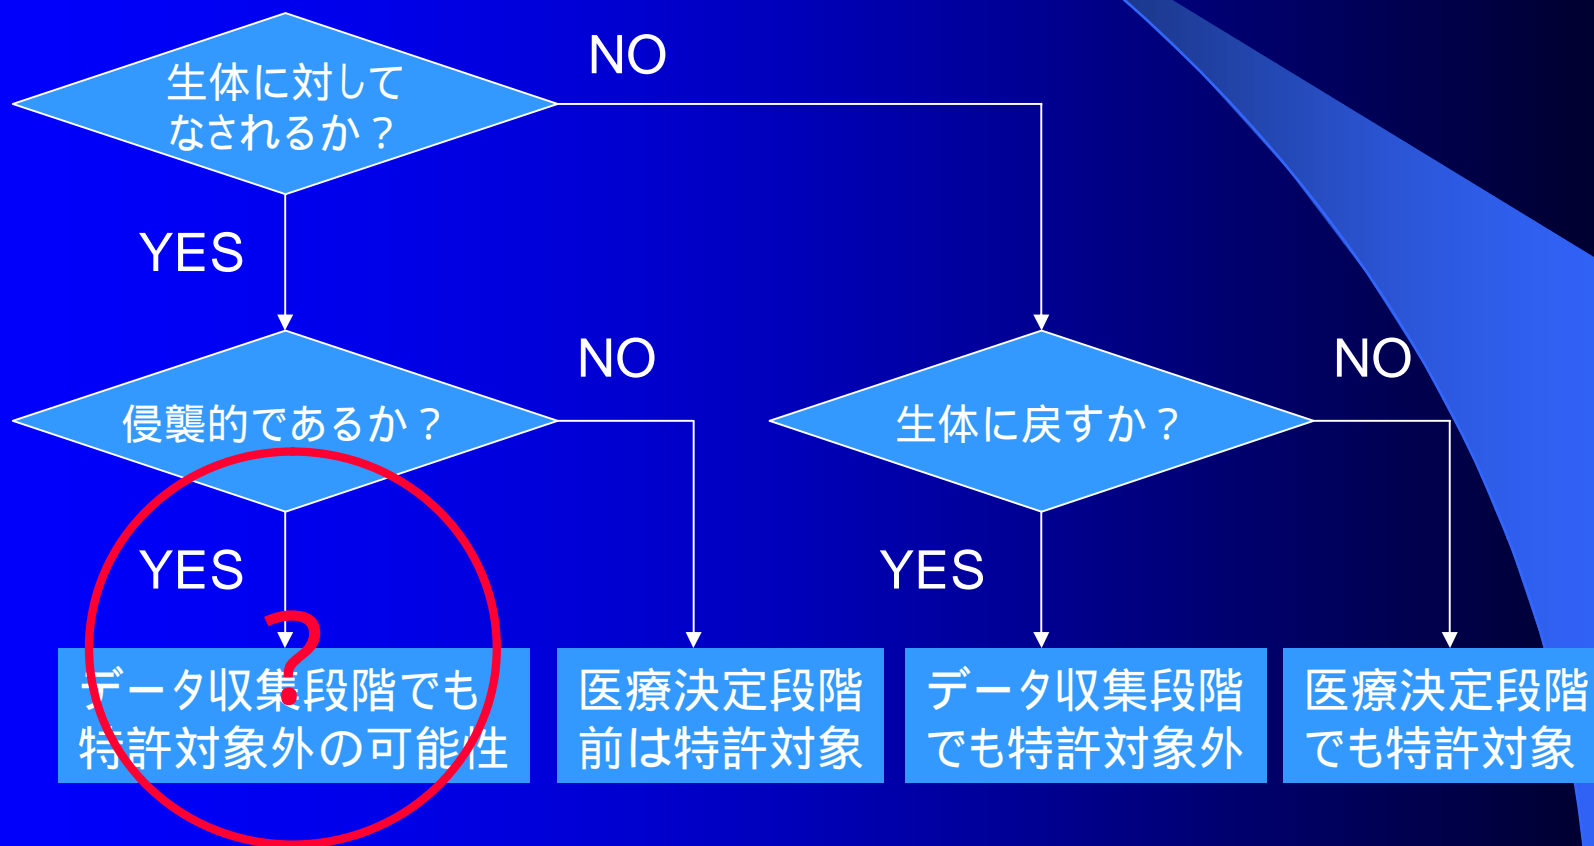 生体に対して
なされるか？
NO
YES
侵襲的であるか？
NO
生体に戻すか？
NO
YES
YES
？
データ収集段階でも
特許対象外の可能性
医療決定段階
前は特許対象
データ収集段階
でも特許対象外
医療決定段階
でも特許対象